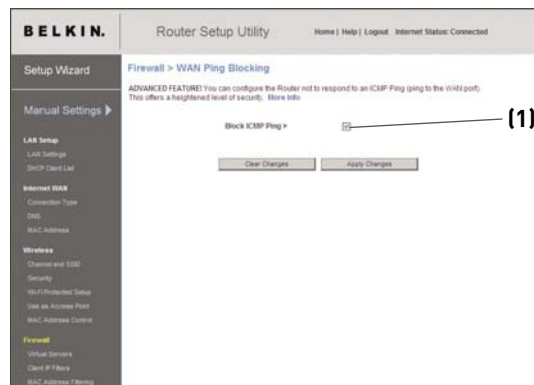 BELKIN.
Router Setup Utility
Home | Help | Logout Internet Status: Connected
Setup Wizard
Manual Settings
LAN Setup
LAN Settings
DHCP Client List
Internet WAN
Connection Type
DNS
MAC Address
Wireless
Channel and SSID
Security
Wi-Fi Protected Setup
Use as Access Point
MAC Address Control
Firewall
Virtual Servers
Client IP Filters
MAC Address Filtering
Firewall > WAN Ping Blocking
ADVANCED FEATURE! You can configure the Router not to respond to an ICMP Ping (ping to the WAN port).
This offers a heightened level of security. More Info
Block ICMP Ping >
(1)
Clear Changes Apply Changes